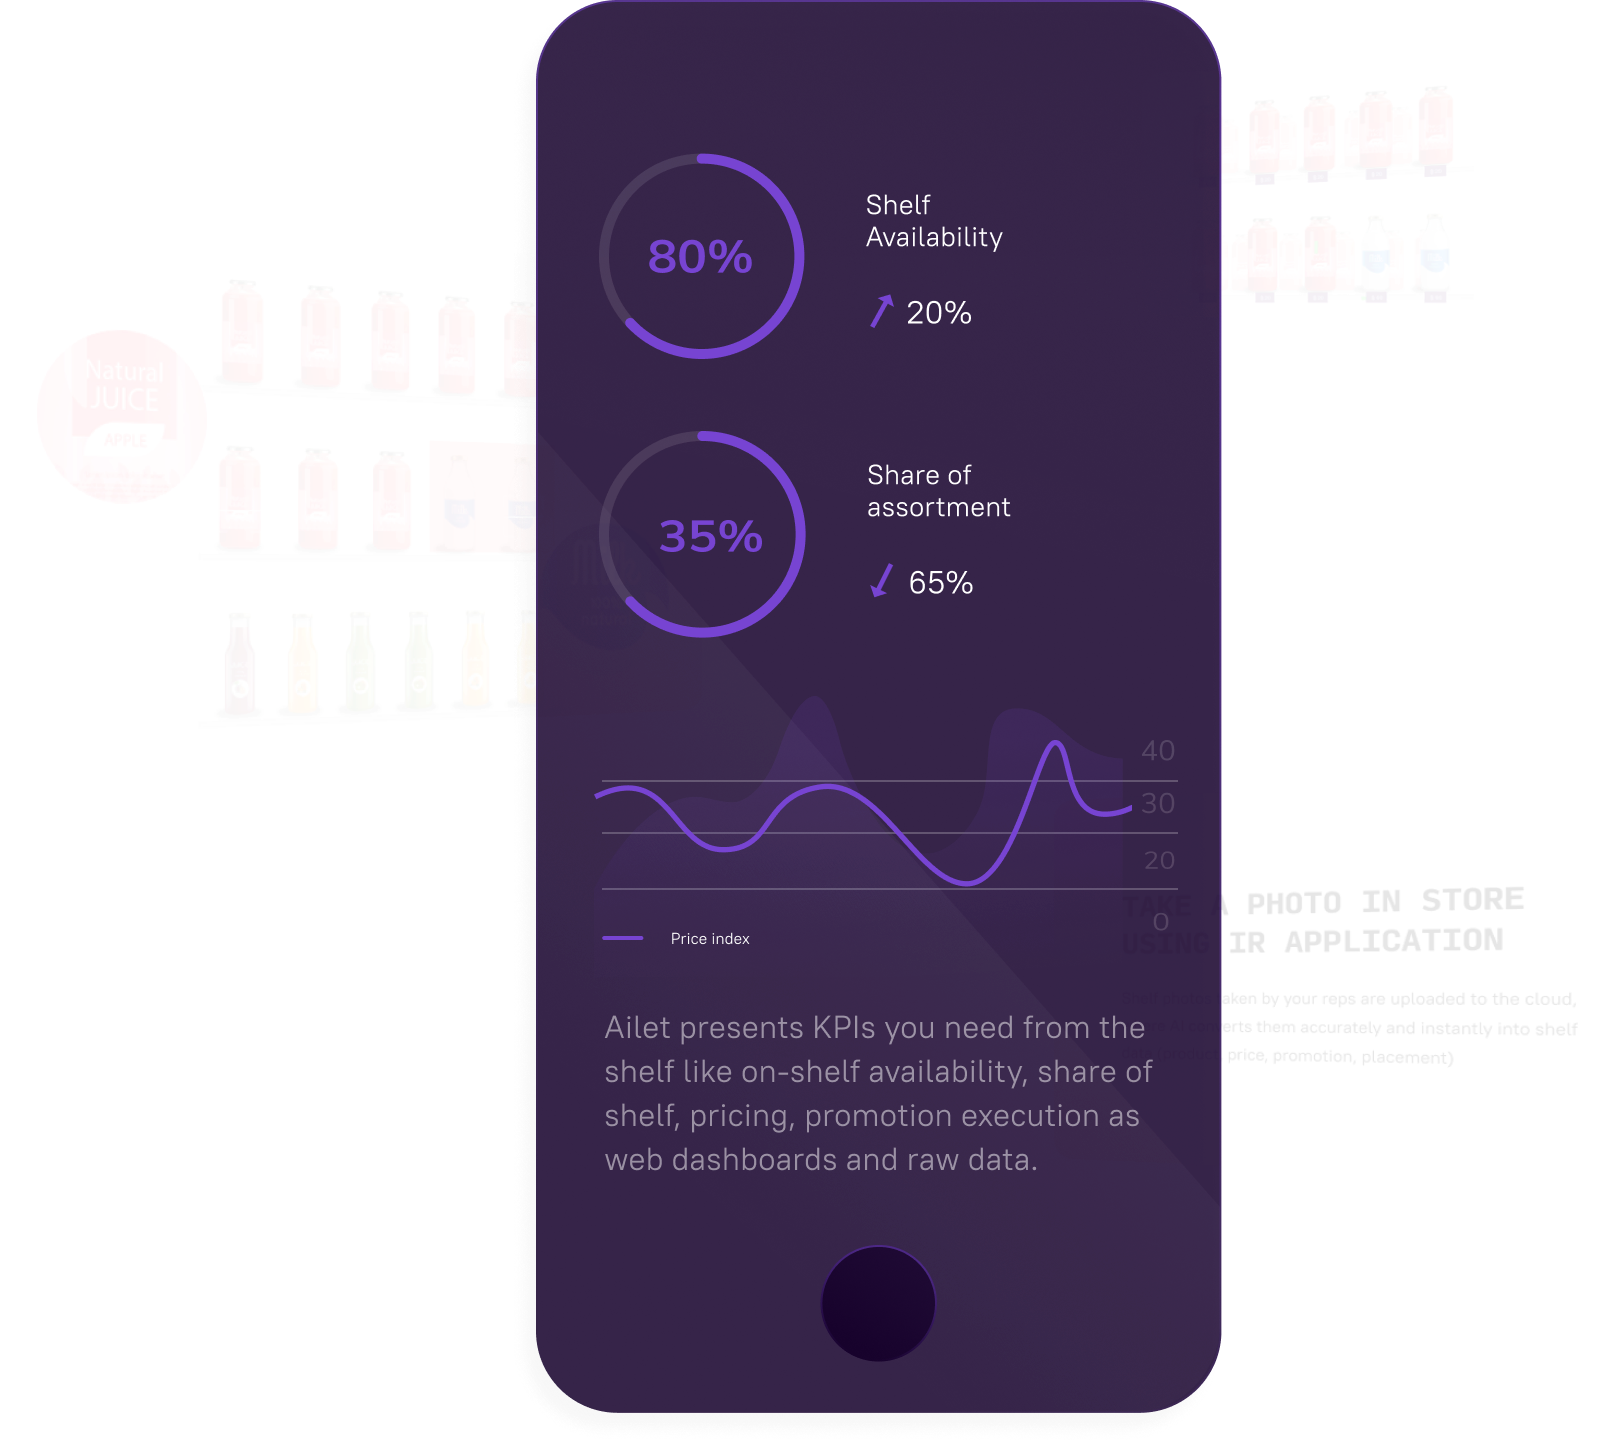 80%
Shelf
Availability
20%
Natural
JUICE
APPLE
35%
Share of
assortment
65%
40
30
20
0
Price index
TAKE A PHOTO IN STORE
USING IR APPLICATION
taken by your reps are uploaded to the cloud,
converts them accurately and instantly into shelf
price, promotion, placement)
Ailet presents KPIs you need from the
shelf like on-shelf availability, share of
shelf, pricing, promotion execution as
web dashboards and raw data.